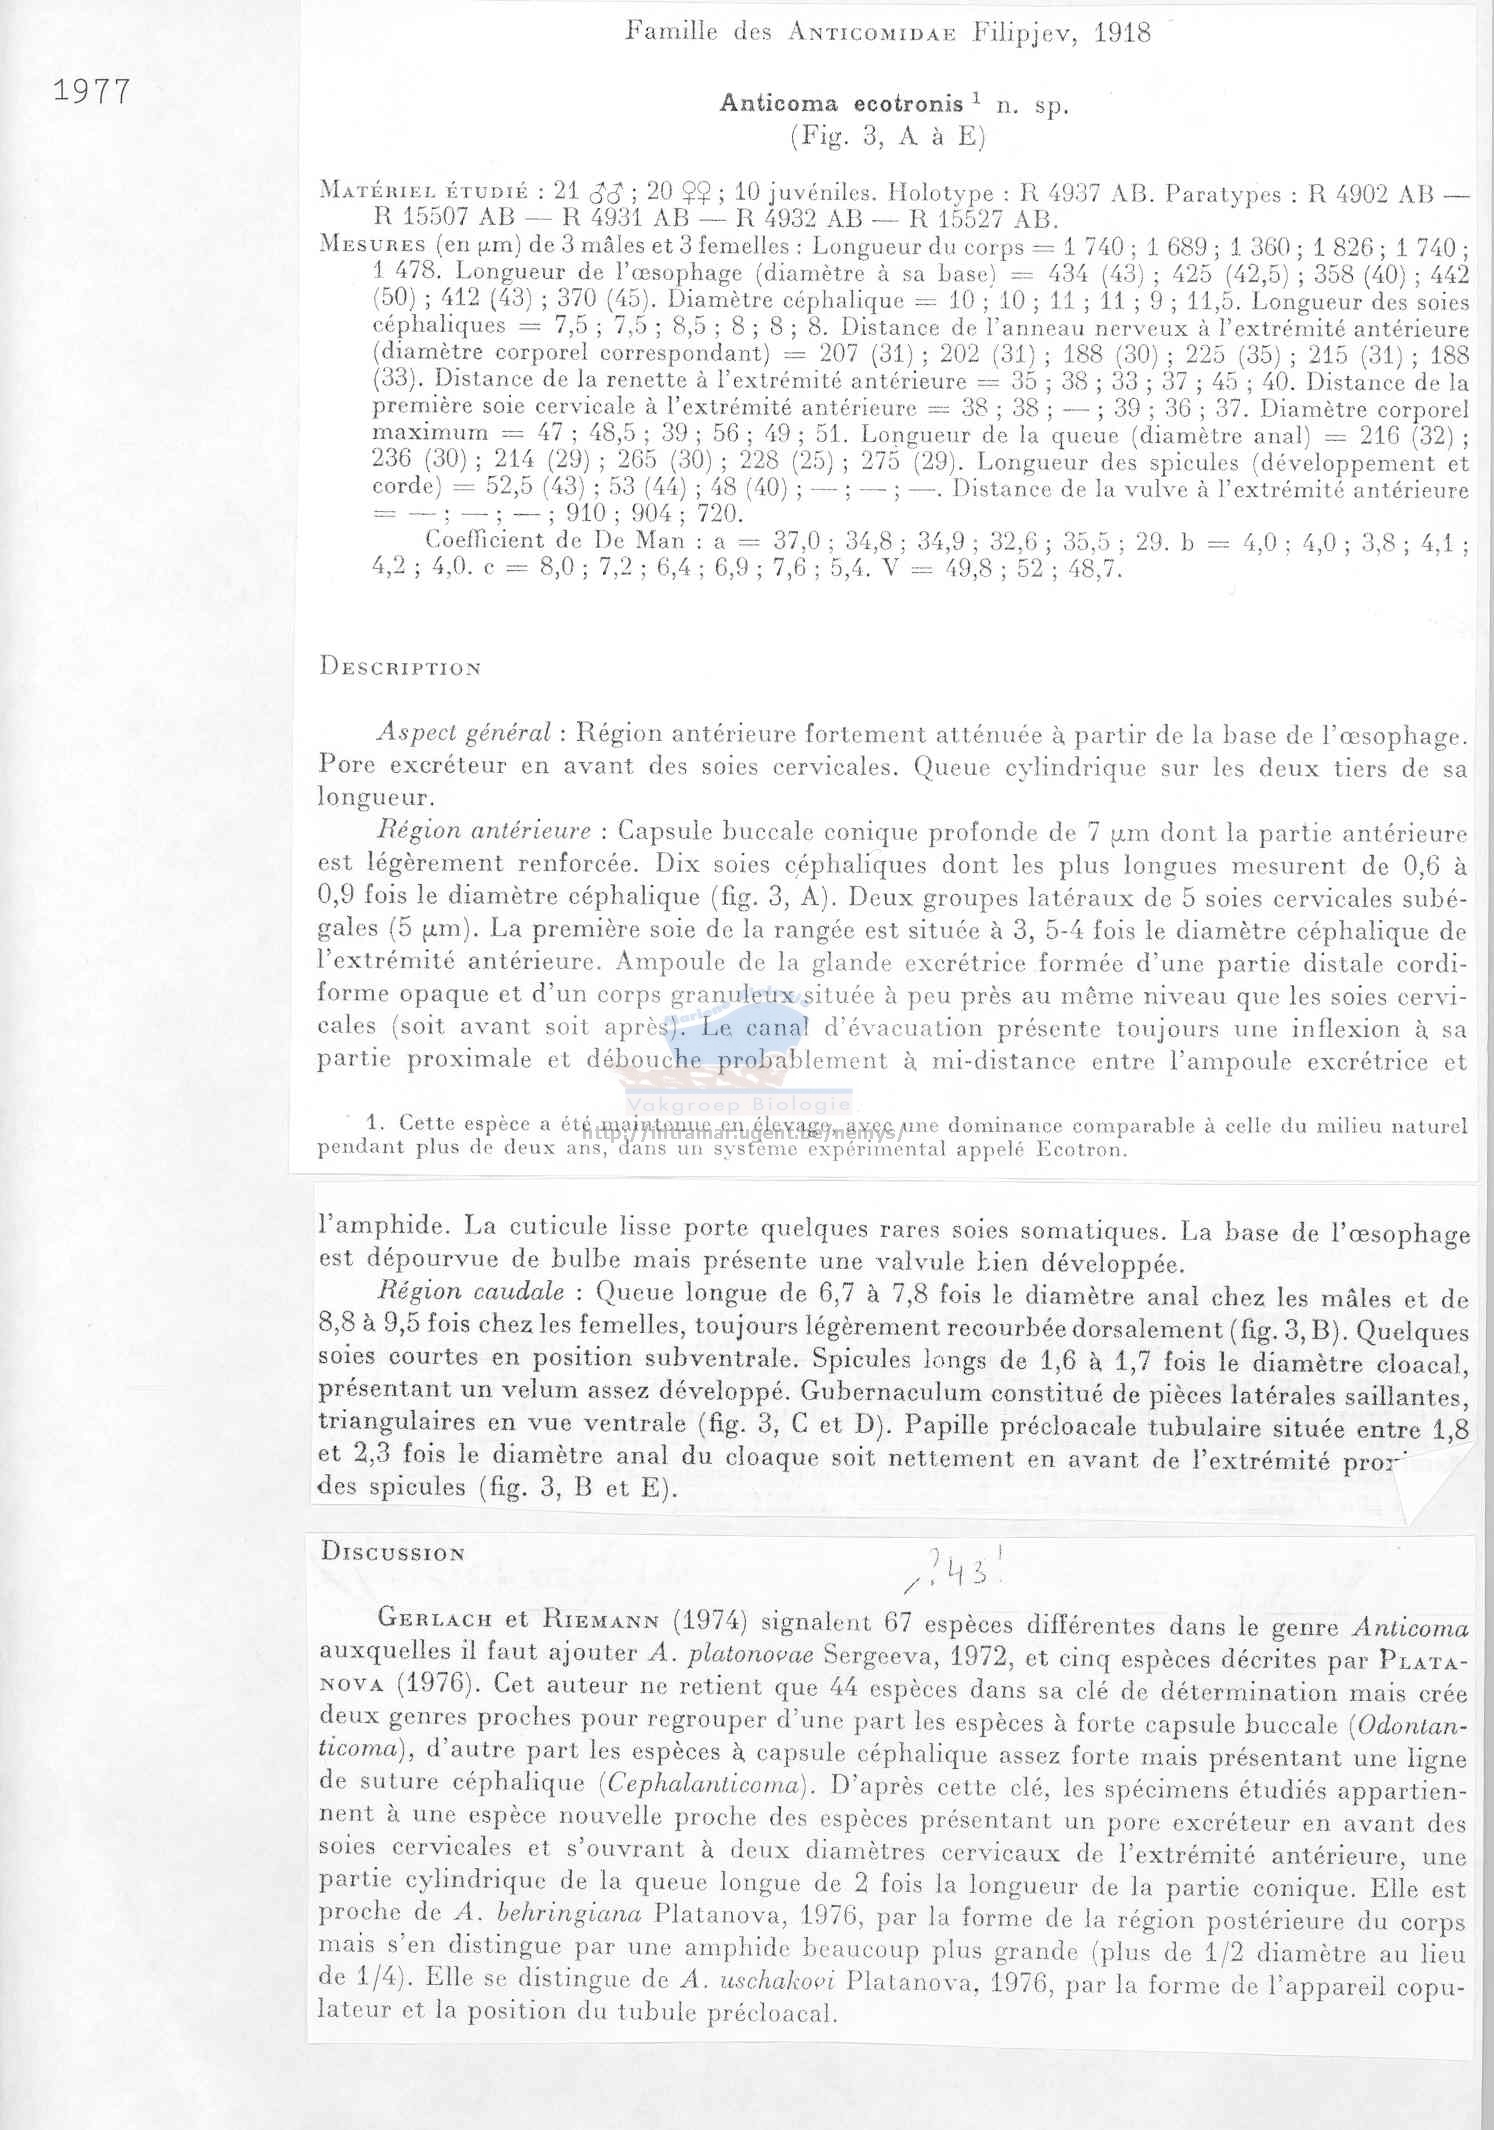 Famille des ANTICOMIDAE Filipjev, 1918
1977
Anticoma ecotronis 1 n. sp.
(Fig. 3, A à E)
MATÉRIEL ÉTUDIÉ : 21 ♂♂ ; 20 ♀♀ ; 10 juvéniles. Holotype : R 4937 AB. Paratypes : R 4902 AB —
R 15507 AB — R 4931 AB — R 4932 AB — R 15527 AB.
MESURES (en µm) de 3 mâles et 3 femelles : Longueur du corps = 1 740 ; 1 689 ; 1 360 ; 1 826 ; 1 740 ;
1 478. Longueur de l'œsophage (diamètre à sa base) = 434 (43) ; 425 (42,5) ; 358 (40) ; 442
(50) ; 412 (43) ; 370 (45). Diamètre céphalique = 10 ; 10 ; 11 ; 11 ; 9 ; 11,5. Longueur des soies
céphaliques = 7,5 ; 7,5 ; 8,5 ; 8 ; 8 ; 8. Distance de l'anneau nerveux à l'extrémité antérieure
(diamètre corporel correspondant) = 207 (31) ; 202 (31) ; 188 (30) ; 225 (35) ; 215 (31) ; 188
(33). Distance de la renette à l'extrémité antérieure = 35 ; 38 ; 33 ; 37 ; 45 ; 40. Distance de la
première soie cervicale à l'extrémité antérieure = 38 ; 38 ; — ; 39 ; 36 ; 37. Diamètre corporel
maximum = 47 ; 48,5 ; 39 ; 56 ; 49 ; 51. Longueur de la queue (diamètre anal) = 216 (32) ;
236 (30) ; 214 (29) ; 265 (30) ; 228 (25) ; 275 (29). Longueur des spicules (développement et
corde) = 52,5 (43) ; 53 (44) ; 48 (40) ; — ; — ; —. Distance de la vulve à l'extrémité antérieure
= — ; — ; — ; 910 ; 904 ; 720.
Coefficient de De Man : a = 37,0 ; 34,8 ; 34,9 ; 32,6 ; 35,5 ; 29. b = 4,0 ; 4,0 ; 3,8 ; 4,1 ;
4,2 ; 4,0. c = 8,0 ; 7,2 ; 6,4 ; 6,9 ; 7,6 ; 5,4. V = 49,8 ; 52 ; 48,7.
DESCRIPTION
Aspect général : Région antérieure fortement atténuée à partir de la base de l'œsophage.
Pore excréteur en avant des soies cervicales. Queue cylindrique sur les deux tiers de sa
longueur.
Région antérieure : Capsule buccale conique profonde de 7 µm dont la partie antérieure
est légèrement renforcée. Dix soies céphaliques dont les plus longues mesurent de 0,6 à
0,9 fois le diamètre céphalique (fig. 3, A). Deux groupes latéraux de 5 soies cervicales subé-
gales (5 µm). La première soie de la rangée est située à 3, 5-4 fois le diamètre céphalique de
l'extrémité antérieure. Ampoule de la glande excrétrice formée d'une partie distale cordi-
forme opaque et d'un corps granuleux située à peu près au même niveau que les soies cervi-
cales (soit avant soit après). Le canal d'évacuation présente toujours une inflexion à sa
partie proximale et débouche probablement à mi-distance entre l'ampoule excrétrice et
Vakgroep Biologie
1. Cette espèce a été maintenue en élevage, avec une dominance comparable à celle du milieu naturel
http://intramar.ugent.be/nemys/
pendant plus de deux ans, dans un système expérimental appelé Ecotron.
l'amphide. La cuticule lisse porte quelques rares soies somatiques. La base de l'œsophage
est dépourvue de bulbe mais présente une valvule bien développée.
Région caudale : Queue longue de 6,7 à 7,8 fois le diamètre anal chez les mâles et de
8,8 à 9,5 fois chez les femelles, toujours légèrement recourbée dorsalement (fig. 3, B). Quelques
soies courtes en position subventrale. Spicules longs de 1,6 à 1,7 fois le diamètre cloacal,
présentant un velum assez développé. Gubernaculum constitué de pièces latérales saillantes,
triangulaires en vue ventrale (fig. 3, C et D). Papille précloacale tubulaire située entre 1,8
et 2,3 fois le diamètre anal du cloaque soit nettement en avant de l'extrémité
des spicules (fig. 3, B et E).
DISCUSSION
? 43 !
GERLACH et RIEMANN (1974) signalent 67 espèces différentes dans le genre Anticoma
auxquelles il faut ajouter A. platonovae Sergeeva, 1972, et cinq espèces décrites par PLATA-
NOVA (1976). Cet auteur ne retient que 44 espèces dans sa clé de détermination mais crée
deux genres proches pour regrouper d'une part les espèces à forte capsule buccale (Odontan-
ticoma), d'autre part les espèces à capsule céphalique assez forte mais présentant une ligne
de suture céphalique (Cephalanticoma). D'après cette clé, les spécimens étudiés appartien-
nent à une espèce nouvelle proche des espèces présentant un pore excréteur en avant des
soies cervicales et s'ouvrant à deux diamètres cervicaux de l'extrémité antérieure, une
partie cylindrique de la queue longue de 2 fois la longueur de la partie conique. Elle est
proche de A. behringiana Platanova, 1976, par la forme de la région postérieure du corps
mais s'en distingue par une amphide beaucoup plus grande (plus de 1/2 diamètre au lieu
de 1/4). Elle se distingue de A. uschakovi Platanova, 1976, par la forme de l'appareil copu-
lateur et la position du tubule précloacal.